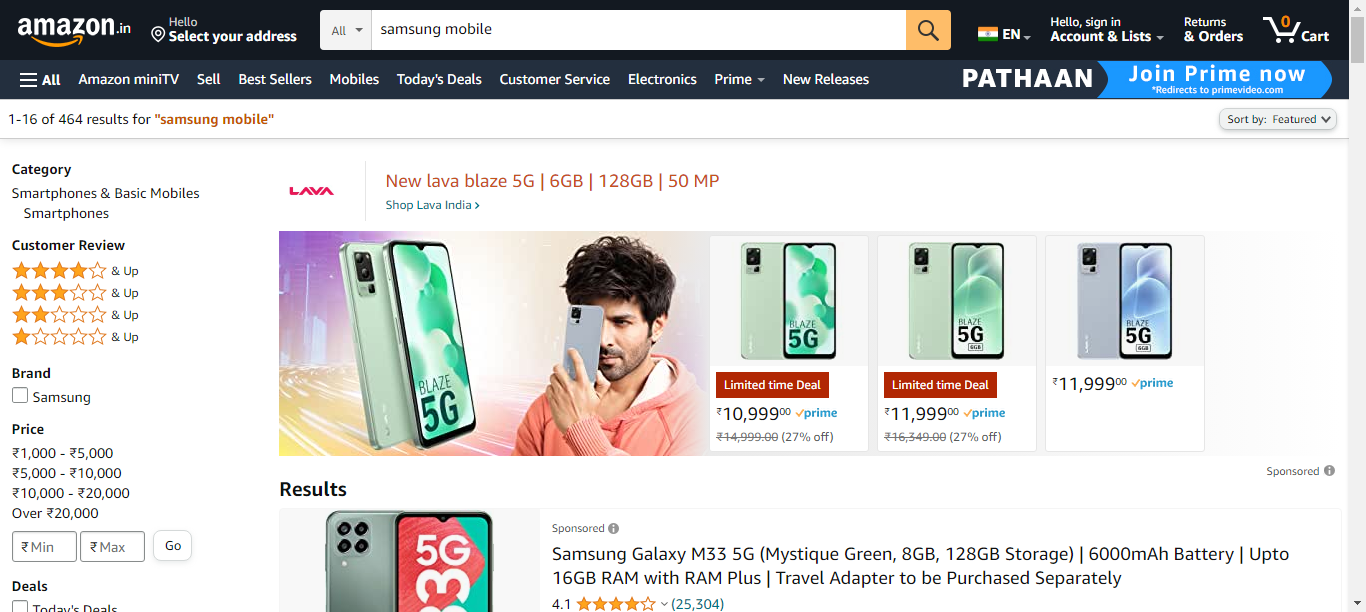 amazon.in
Hello
Select your address
All
samsung mobile
EN
Hello, sign in
Account & Lists
Returns
& Orders
0
Cart
All
Amazon miniTV
Sell
Best Sellers
Mobiles
Today's Deals
Customer Service
Electronics
Prime
New Releases
PATHAAN
Join Prime now
*Redirects to primevideo.com
1-16 of 464 results for "samsung mobile"
Sort by: Featured
Category
Smartphones & Basic Mobiles
Smartphones
Customer Review
& Up
& Up
& Up
& Up
Brand
Samsung
Price
₹1,000 - ₹5,000
₹5,000 - ₹10,000
₹10,000 - ₹20,000
Over ₹20,000
₹ Min
₹ Max
Go
Deals
Today's Deals
LAVA
New lava blaze 5G | 6GB | 128GB | 50 MP
Shop Lava India ›
BLAZE
5G
BLAZE
5G
Limited time Deal
₹10,99900 prime
₹14,999.00 (27% off)
BLAZE
5G
6GB
Limited time Deal
₹11,99900 prime
₹16,349.00 (27% off)
BLAZE
5G
6GB
₹11,99900 prime
Sponsored
Results
5G
Sponsored
Samsung Galaxy M33 5G (Mystique Green, 8GB, 128GB Storage) | 6000mAh Battery | Upto
16GB RAM with RAM Plus | Travel Adapter to be Purchased Separately
4.1
(25,304)